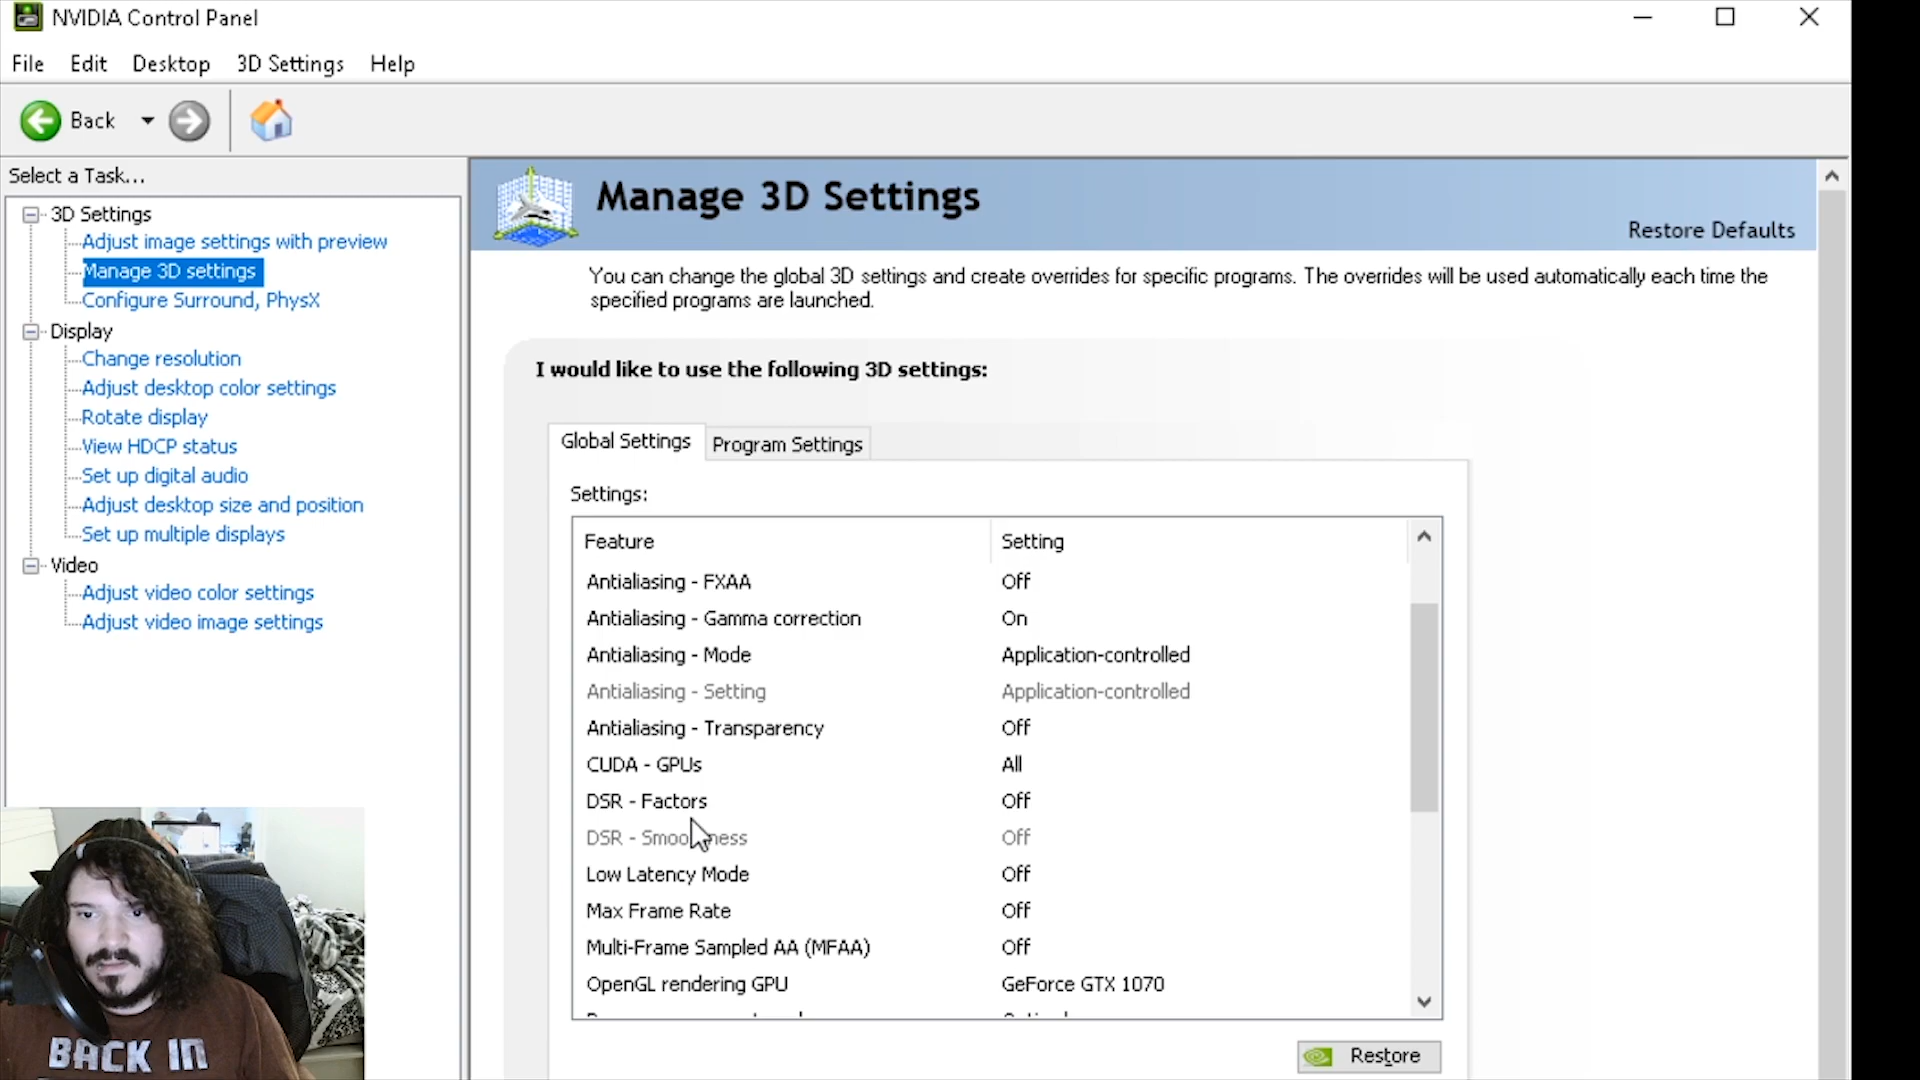 NVIDIA Control Panel
File Edit Desktop 3D Settings Help
Back
Select a Task...
3D Settings
Adjust image settings with preview
Manage 3D settings
Configure Surround, PhysX
Display
Change resolution
Adjust desktop color settings
Rotate display
View HDCP status
Set up digital audio
Adjust desktop size and position
Set up multiple displays
Video
Adjust video color settings
Adjust video image settings
Manage 3D Settings
Restore Defaults
You can change the global 3D settings and create overrides for specific programs. The overrides will be used automatically each time the
specified programs are launched.
I would like to use the following 3D settings:
Global Settings Program Settings
Settings:
Feature Setting
Antialiasing - FXAA Off
Antialiasing - Gamma correction On
Antialiasing - Mode Application-controlled
Antialiasing - Setting Application-controlled
Antialiasing - Transparency Off
CUDA - GPUs All
DSR - Factors Off
DSR - Smoothness Off
Low Latency Mode Off
Max Frame Rate Off
Multi-Frame Sampled AA (MFAA) Off
OpenGL rendering GPU GeForce GTX 1070
Restore
BACK IN